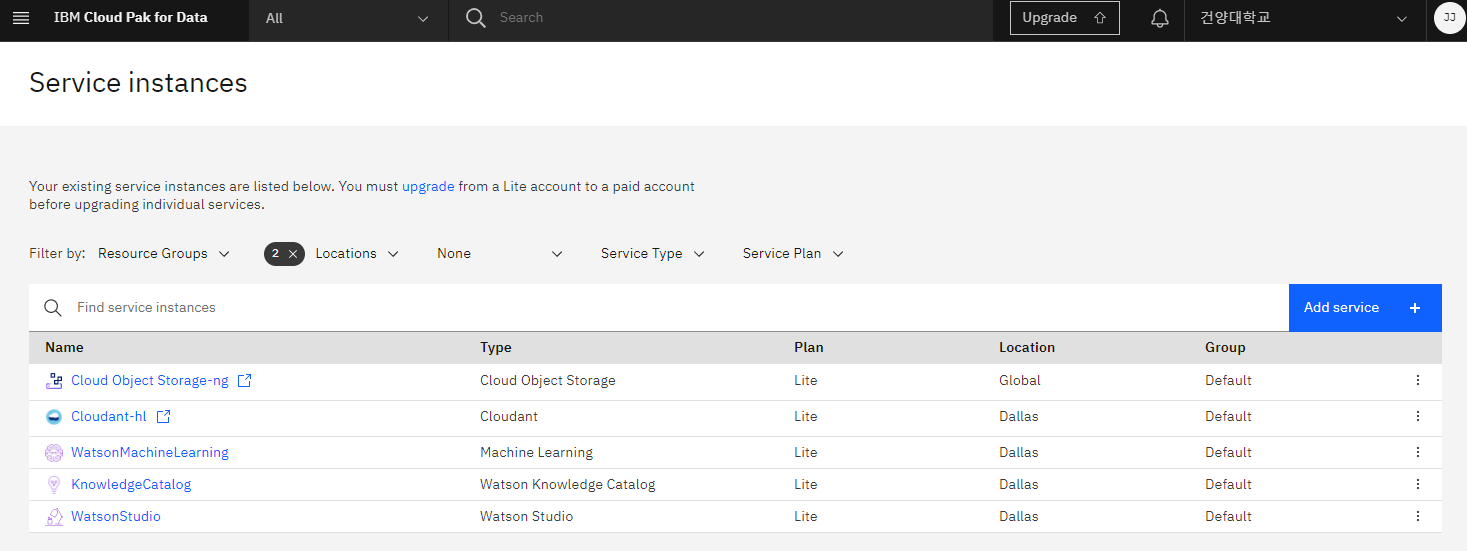 IBM Cloud Pak for Data All Search Upgrade 건양대학교 JJ
Service instances
Your existing service instances are listed below. You must upgrade from a Lite account to a paid account
before upgrading individual services.
Filter by: Resource Groups 2 Locations None Service Type Service Plan
Find service instances Add service +
Name Type Plan Location Group
Cloud Object Storage-ng Cloud Object Storage Lite Global Default
Cloudant-hl Cloudant Lite Dallas Default
WatsonMachineLearning Machine Learning Lite Dallas Default
KnowledgeCatalog Watson Knowledge Catalog Lite Dallas Default
WatsonStudio Watson Studio Lite Dallas Default